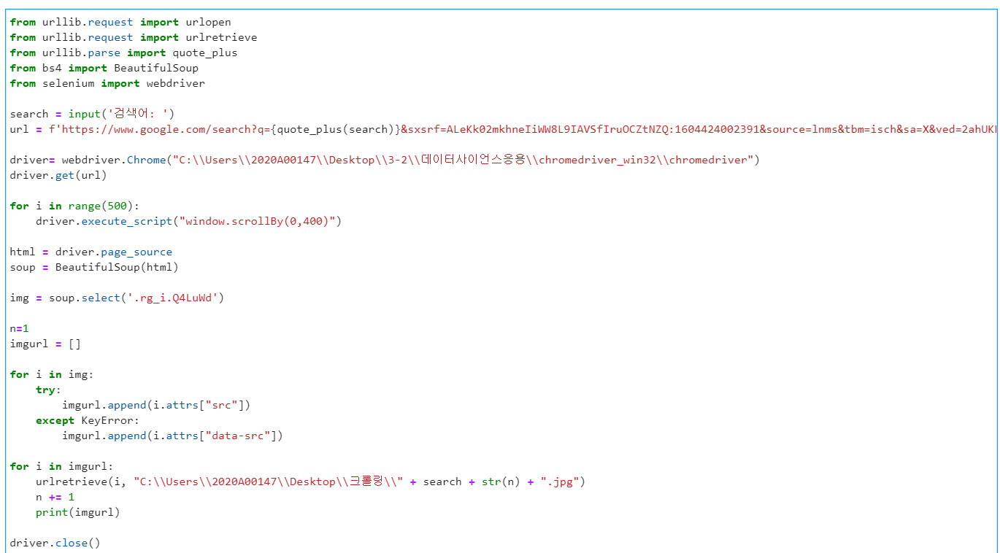 from urllib.request import urlopen
from urllib.request import urlretrieve
from urllib.parse import quote_plus
from bs4 import BeautifulSoup
from selenium import webdriver
search = input('검색어: ')
url = f'https://www.google.com/search?q={quote_plus(search)}&sxsrf=ALeKk02mkhneIiWW8L9IAVSfIruOCZtNZQ:1604424002391&source=lnms&tbm=isch&sa=X&ved=2ahUKE
driver= webdriver.Chrome("C:\\Users\\2020A00147\\Desktop\\3-2\\데이터사이언스응용\\chromedriver_win32\\chromedriver")
driver.get(url)
for i in range(500):
    driver.execute_script("window.scrollBy(0,400)")
html = driver.page_source
soup = BeautifulSoup(html)
img = soup.select('.rg_i.Q4LuWd')
n=1
imgurl = []
for i in img:
    try:
        imgurl.append(i.attrs["src"])
    except KeyError:
        imgurl.append(i.attrs["data-src"])
for i in imgurl:
    urlretrieve(i, "C:\\Users\\2020A00147\\Desktop\\크롤링\\" + search + str(n) + ".jpg")
    n += 1
    print(imgurl)
driver.close()